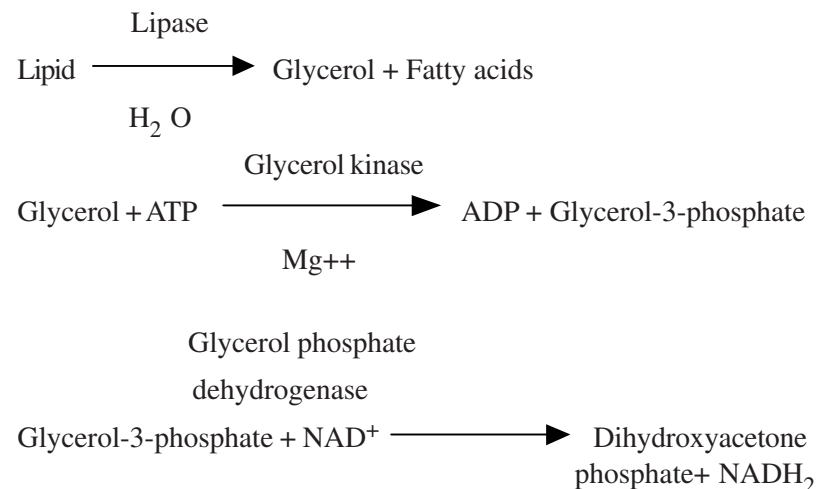 Lipase
Lipid Glycerol + Fatty acids
H₂ O
Glycerol kinase
Glycerol + ATP ADP + Glycerol-3-phosphate
Mg++
Glycerol phosphate
dehydrogenase
Glycerol-3-phosphate + NAD⁺ Dihydroxyacetone
phosphate+ NADH₂